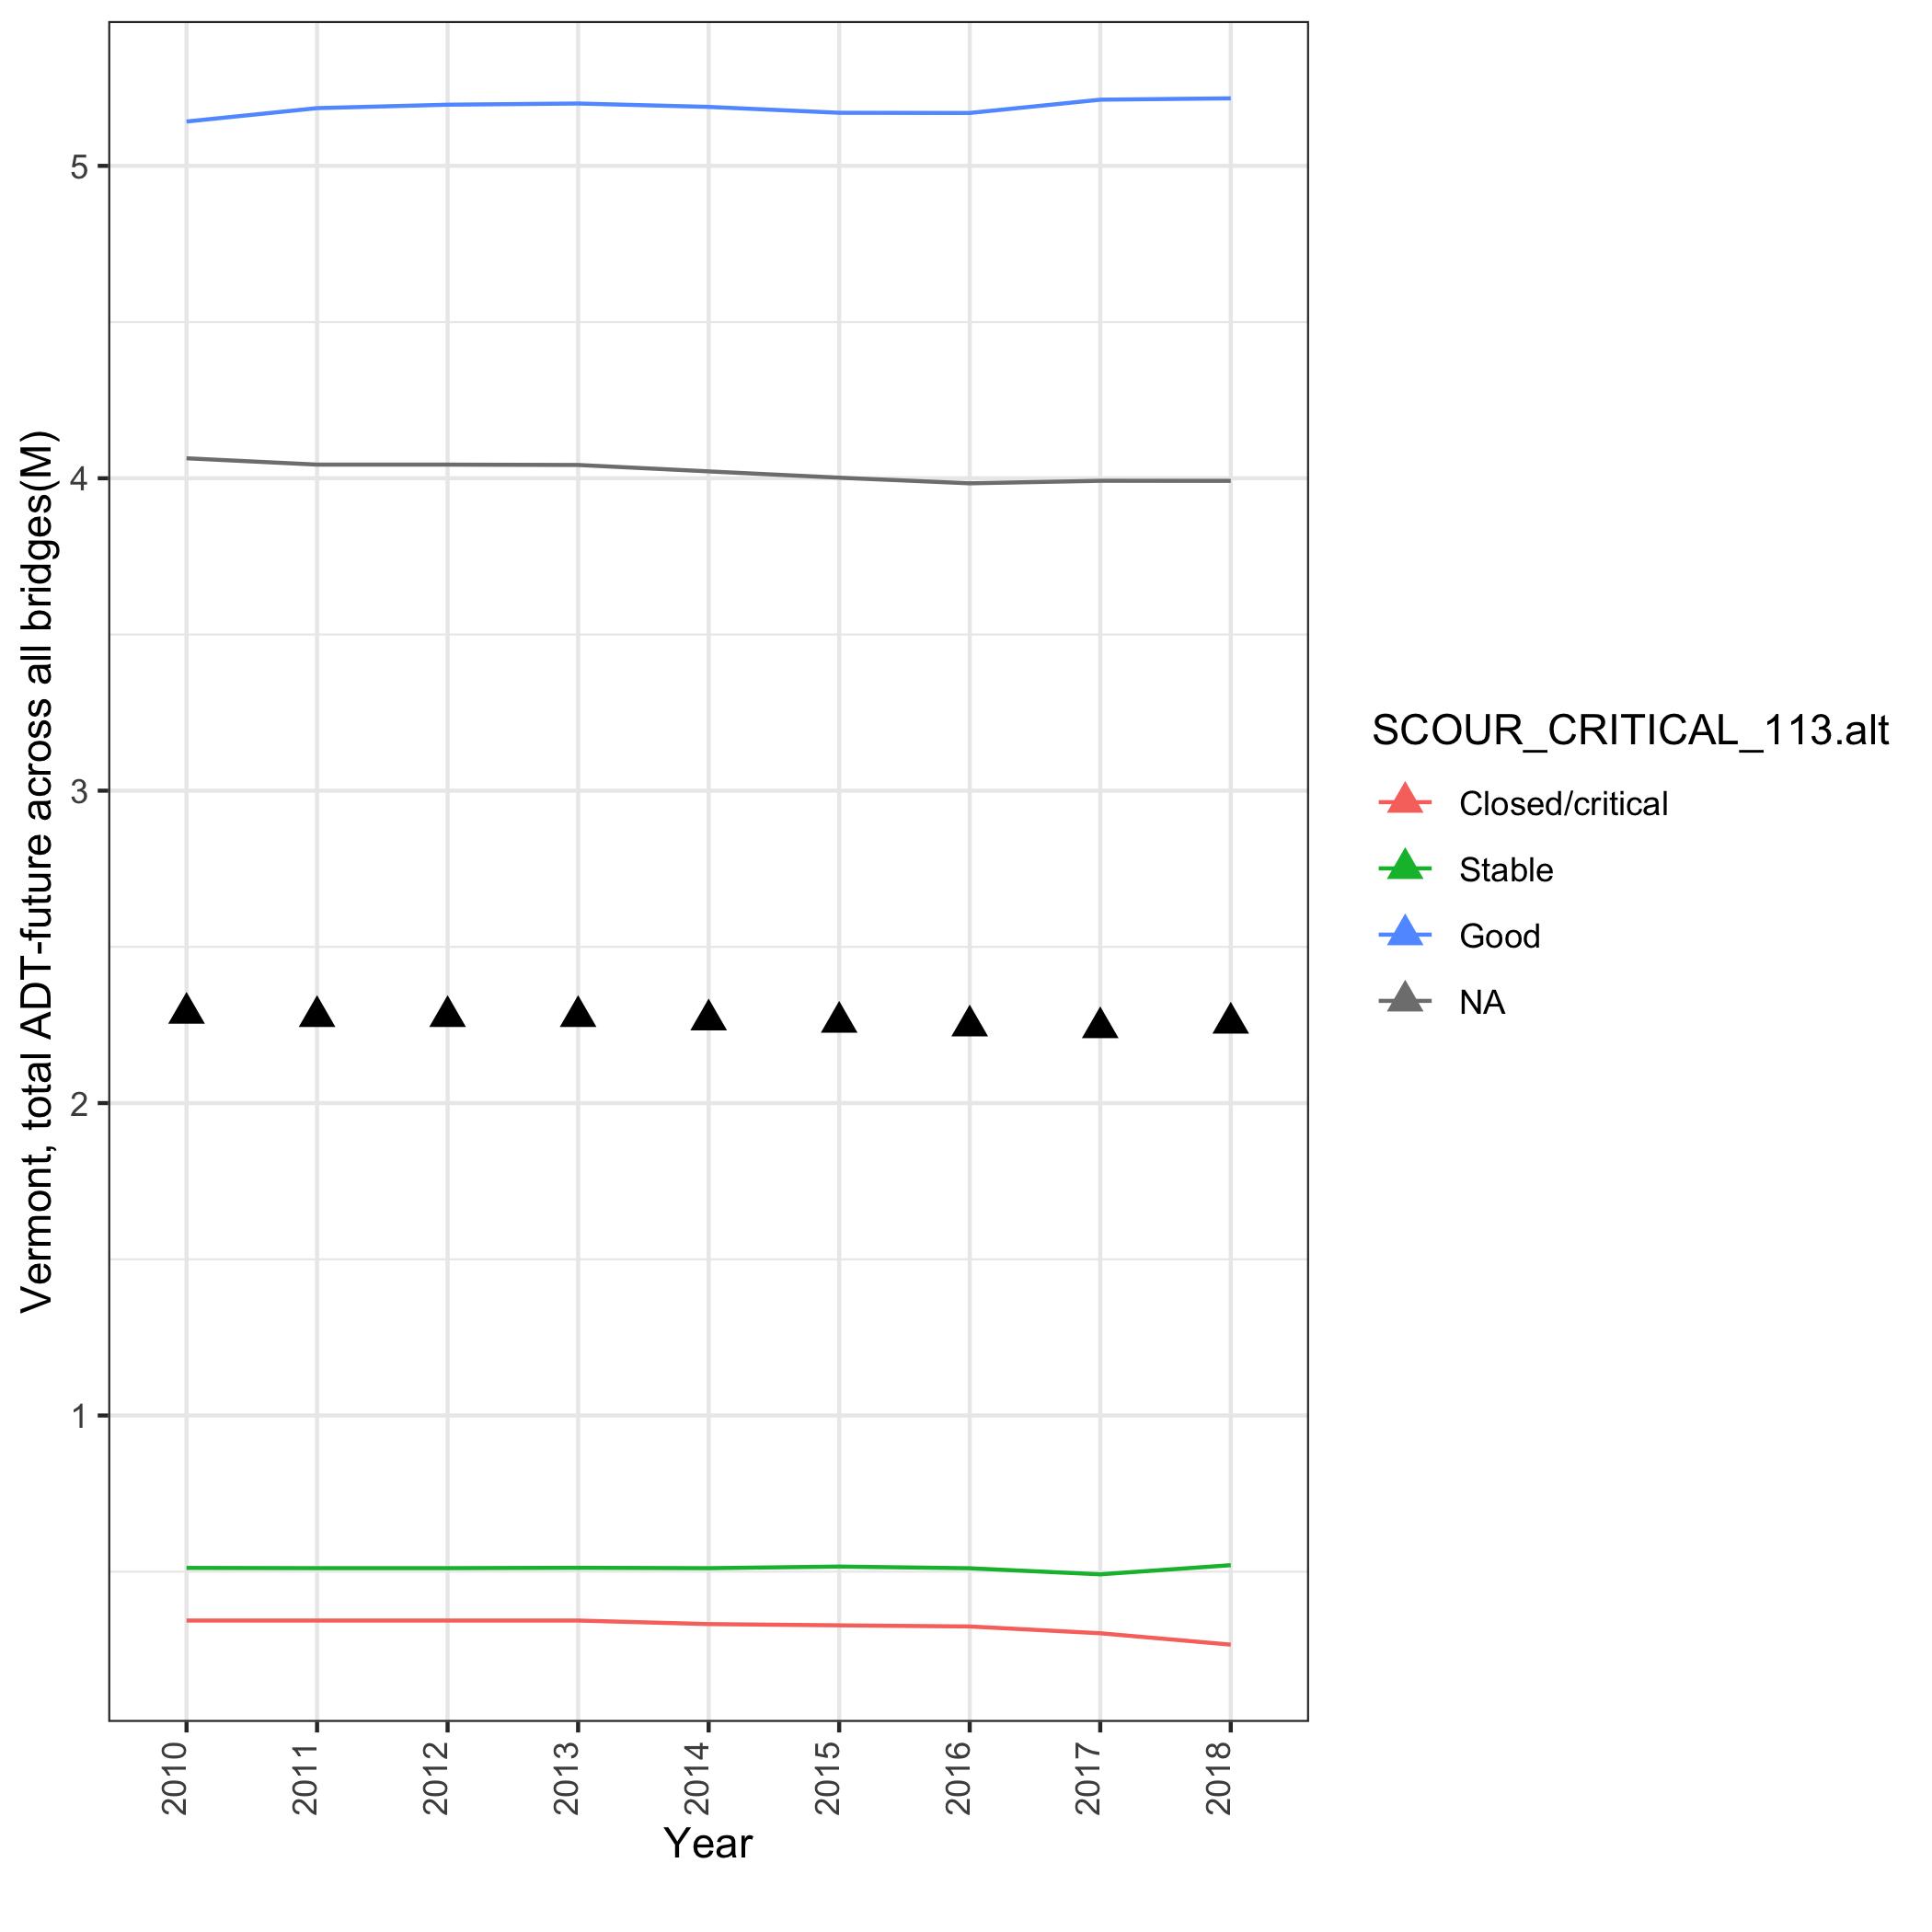 Vermont, total ADT-future across all bridges(M)
5
4
3
2
1
2010
2011
2012
2013
2014
2015
2016
2017
2018
Year
SCOUR_CRITICAL_113.alt
Closed/critical
Stable
Good
NA